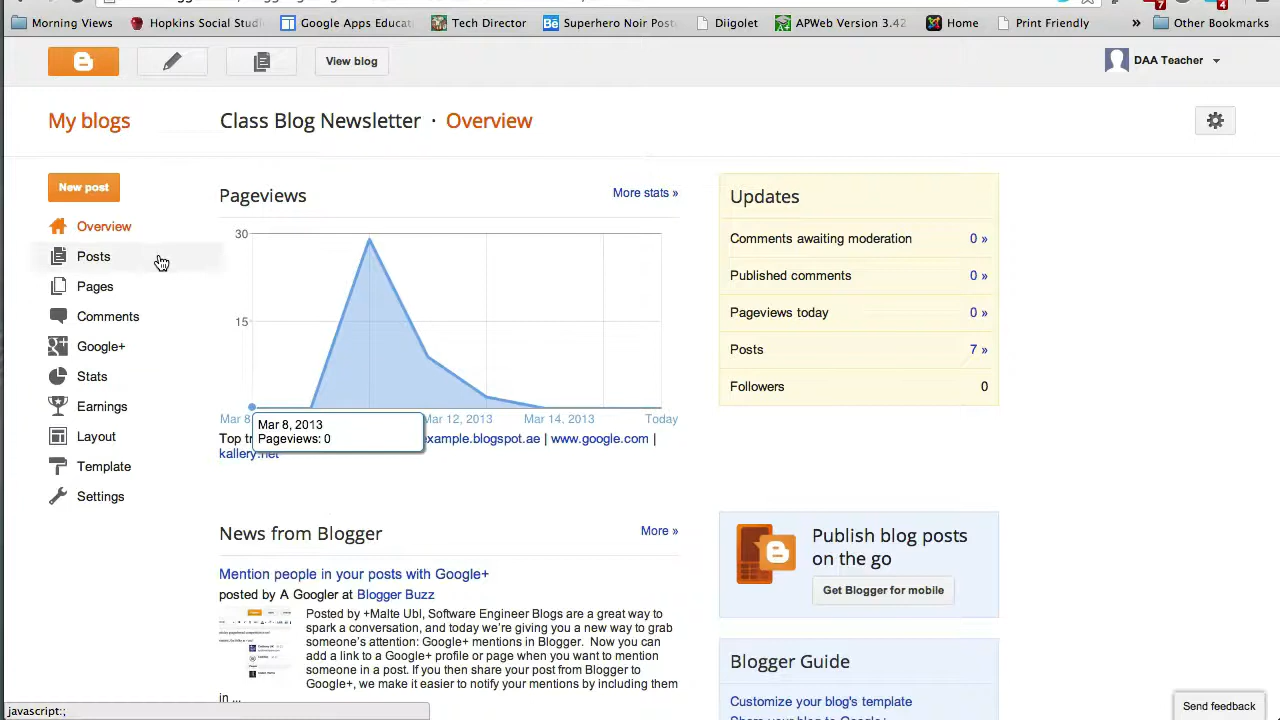 Windows XP
Hopkins Social Studi
Google Apps Educat
Tech Director
Superhero Noir Post
Diigolet
APWeb Version 3.42
Home
Print Friendly
»
Other Bookmarks
7
4
View blog
DAA Teacher
My blogs
Class Blog Newsletter · Overview
New post
Overview
Posts
Pages
Comments
Google+
Stats
Earnings
Layout
Template
Settings
Pageviews
More stats »
30
15
Mar 8
Mar 12, 2013
Mar 14, 2013
Today
Mar 8, 2013
Pageviews: 0
Top tr
example.blogspot.ae | www.google.com |
kallery.net
Updates
Comments awaiting moderation 0 »
Published comments 0 »
Pageviews today 0 »
Posts 7 »
Followers 0
News from Blogger
More »
Mention people in your posts with Google+
posted by A Googler at Blogger Buzz
Posted by +Malte Ubl, Software Engineer Blogs are a great way to
spark a conversation, and today we're giving you a new way to grab
someone's attention: Google+ mentions in Blogger. Now you can
add a link to a Google+ profile or page when you want to mention
someone in a post. If you then share your post from Blogger to
Google+, we make it easier to notify your mentions by including them
in ...
Publish blog posts
on the go
Get Blogger for mobile
Blogger Guide
Customize your blog's template
Share your blog to Google+
Send feedback
javascript:;